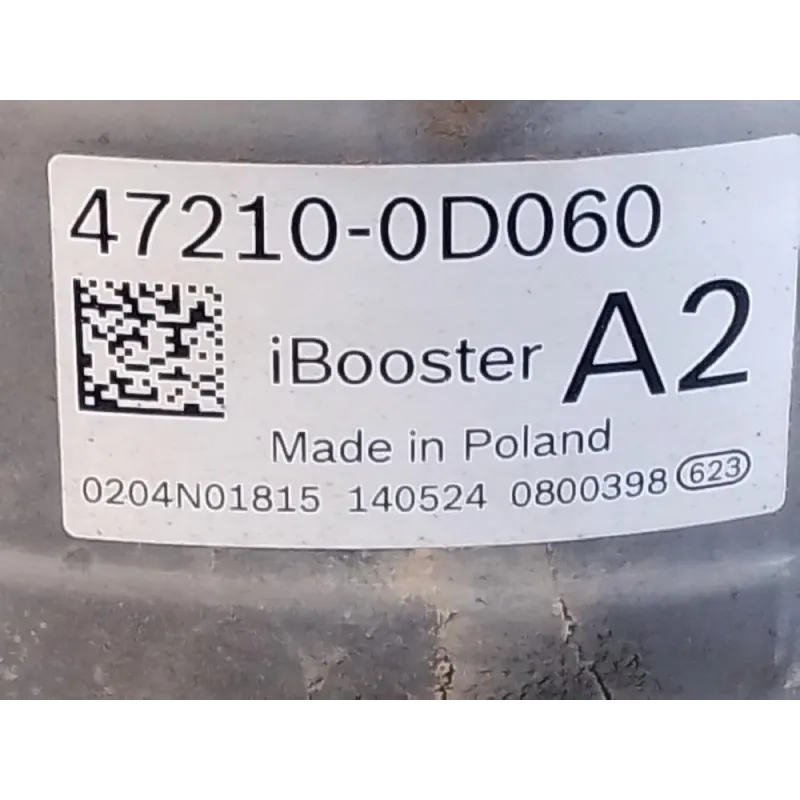 47210-0D060
iBooster A2
Made in Poland
0204N01815 140524 0800398 623